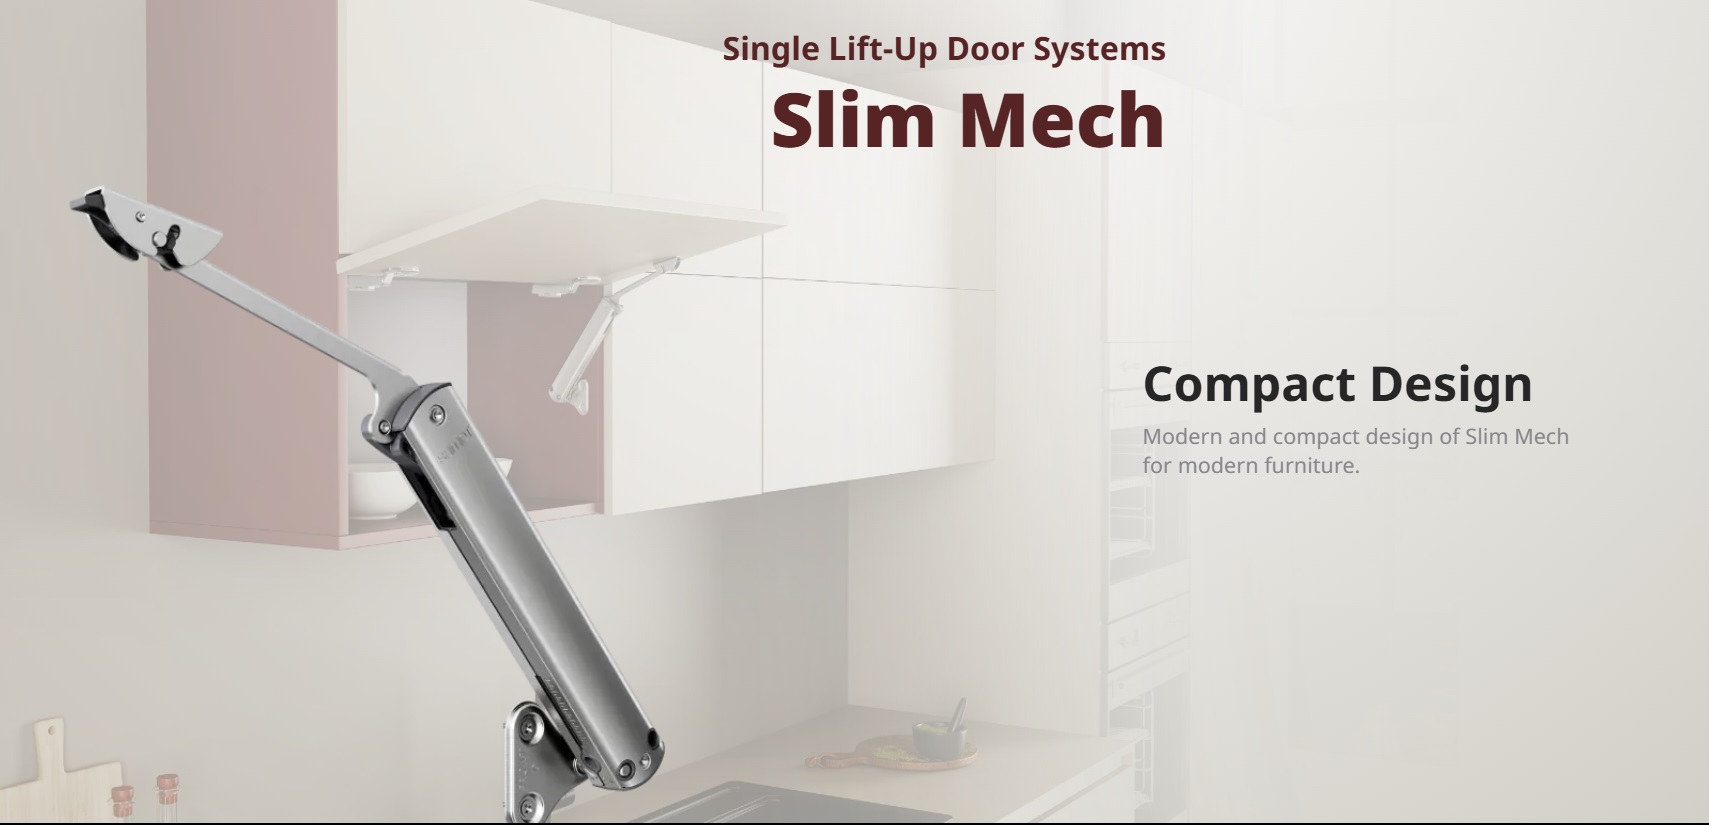 Single Lift-Up Door Systems
Slim Mech
Compact Design
Modern and compact design of Slim Mech
for modern furniture.